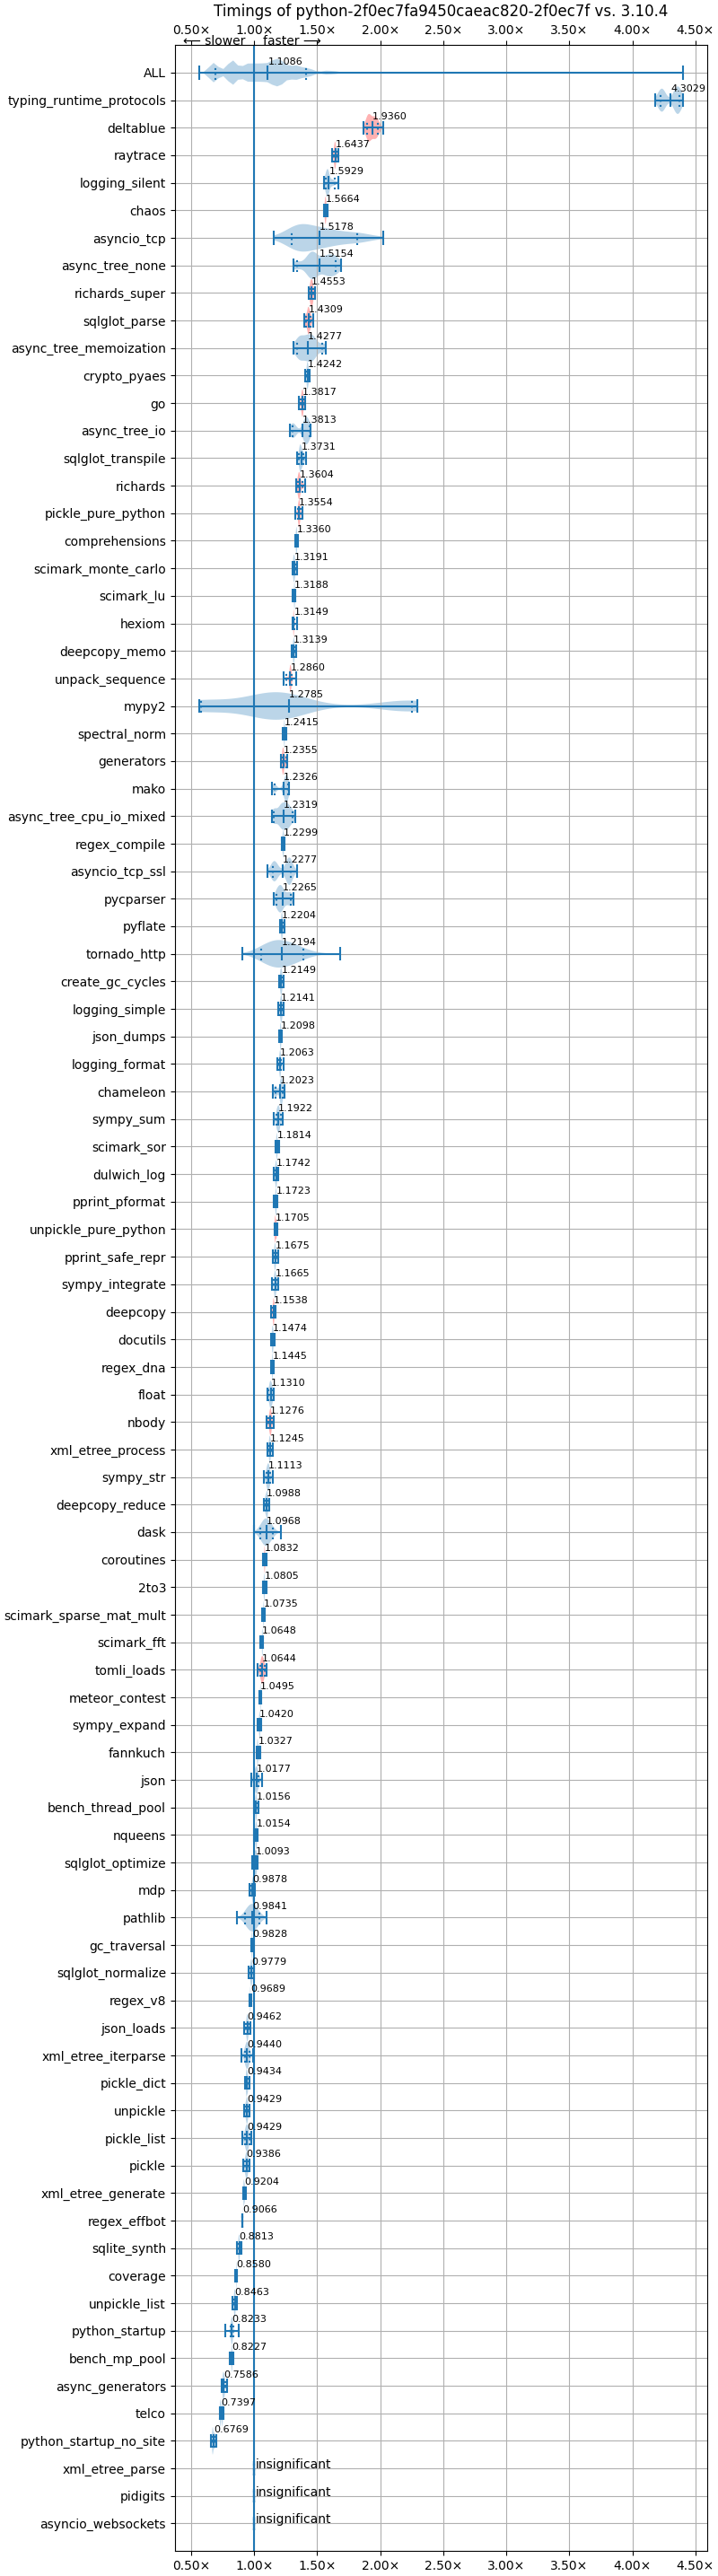 Timings of python-2f0ec7fa9450caeac820-2f0ec7f vs. 3.10.4
0.50× 1.00× 1.50× 2.00× 2.50× 3.00× 3.50× 4.00× 4.50×
⟵ slower faster ⟶
ALL 1.1086
typing_runtime_protocols 4.3029
deltablue 1.9360
raytrace 1.6437
logging_silent 1.5929
chaos 1.5664
asyncio_tcp 1.5178
async_tree_none 1.5154
richards_super 1.4553
sqlglot_parse 1.4309
async_tree_memoization 1.4277
crypto_pyaes 1.4242
go 1.3817
async_tree_io 1.3813
sqlglot_transpile 1.3731
richards 1.3604
pickle_pure_python 1.3554
comprehensions 1.3360
scimark_monte_carlo 1.3191
scimark_lu 1.3188
hexiom 1.3149
deepcopy_memo 1.3139
unpack_sequence 1.2860
mypy2 1.2785
spectral_norm 1.2415
generators 1.2355
mako 1.2326
async_tree_cpu_io_mixed 1.2319
regex_compile 1.2299
asyncio_tcp_ssl 1.2277
pycparser 1.2265
pyflate 1.2204
tornado_http 1.2194
create_gc_cycles 1.2149
logging_simple 1.2141
json_dumps 1.2098
logging_format 1.2063
chameleon 1.2023
sympy_sum 1.1922
scimark_sor 1.1814
dulwich_log 1.1742
pprint_pformat 1.1723
unpickle_pure_python 1.1705
pprint_safe_repr 1.1675
sympy_integrate 1.1665
deepcopy 1.1538
docutils 1.1474
regex_dna 1.1445
float 1.1310
nbody 1.1276
xml_etree_process 1.1245
sympy_str 1.1113
deepcopy_reduce 1.0988
dask 1.0968
coroutines 1.0832
2to3 1.0805
scimark_sparse_mat_mult 1.0735
scimark_fft 1.0648
tomli_loads 1.0644
meteor_contest 1.0495
sympy_expand 1.0420
fannkuch 1.0327
json 1.0177
bench_thread_pool 1.0156
nqueens 1.0154
sqlglot_optimize 1.0093
mdp 0.9878
pathlib 0.9841
gc_traversal 0.9828
sqlglot_normalize 0.9779
regex_v8 0.9689
json_loads 0.9462
xml_etree_iterparse 0.9440
pickle_dict 0.9434
unpickle 0.9429
pickle_list 0.9429
pickle 0.9386
xml_etree_generate 0.9204
regex_effbot 0.9066
sqlite_synth 0.8813
coverage 0.8580
unpickle_list 0.8463
python_startup 0.8233
bench_mp_pool 0.8227
async_generators 0.7586
telco 0.7397
python_startup_no_site 0.6769
xml_etree_parse insignificant
pidigits insignificant
asyncio_websockets insignificant
0.50× 1.00× 1.50× 2.00× 2.50× 3.00× 3.50× 4.00× 4.50×